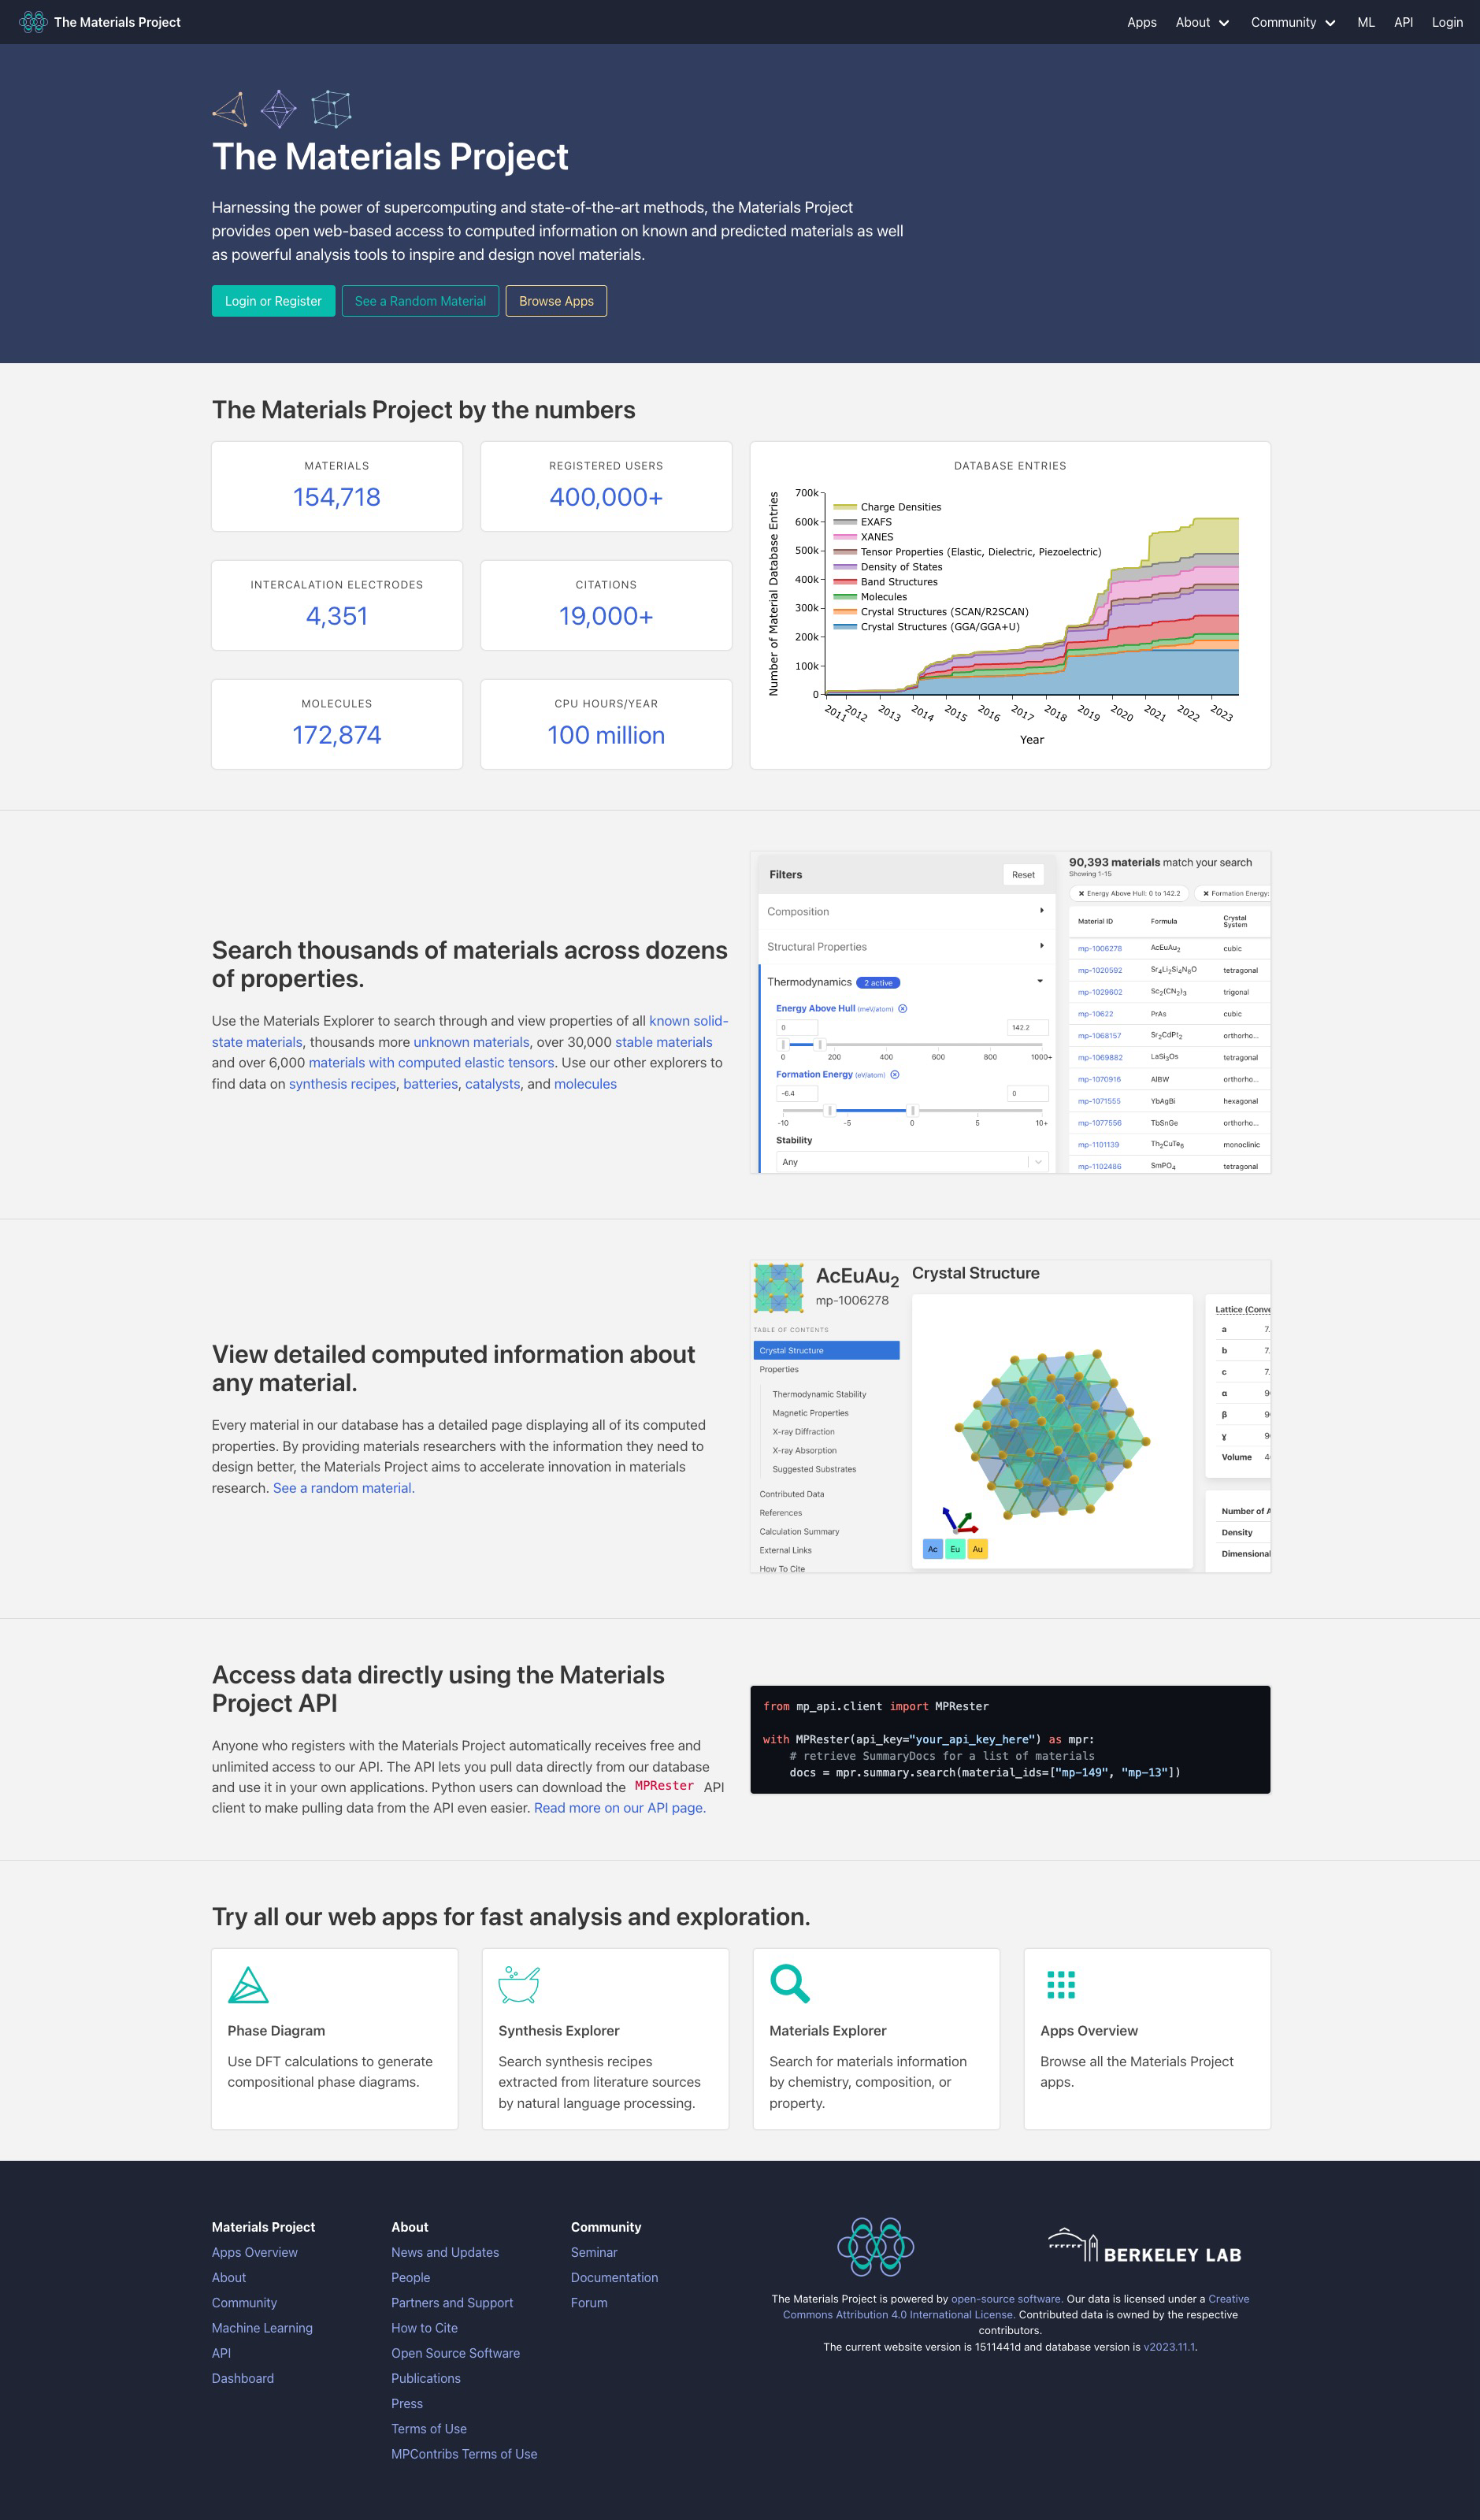 The Materials Project
Apps
About
Community
ML
API
Login
The Materials Project
Harnessing the power of supercomputing and state-of-the-art methods, the Materials Project
provides open web-based access to computed information on known and predicted materials as well
as powerful analysis tools to inspire and design novel materials.
Login or Register
See a Random Material
Browse Apps
The Materials Project by the numbers
MATERIALS
154,718
REGISTERED USERS
400,000+
INTERCALATION ELECTRODES
4,351
CITATIONS
19,000+
MOLECULES
172,874
CPU HOURS/YEAR
100 million
DATABASE ENTRIES
Number of Material Database Entries
700k
600k
500k
400k
300k
200k
100k
0
Charge Densities
EXAFS
XANES
Tensor Properties (Elastic, Dielectric, Piezoelectric)
Density of States
Band Structures
Molecules
Crystal Structures (SCAN/R2SCAN)
Crystal Structures (GGA/GGA+U)
2011
2012
2013
2014
2015
2016
2017
2018
2019
2020
2021
2022
2023
Year
Search thousands of materials across dozens
of properties.
Use the Materials Explorer to search through and view properties of all known solid-
state materials, thousands more unknown materials, over 30,000 stable materials
and over 6,000 materials with computed elastic tensors. Use our other explorers to
find data on synthesis recipes, batteries, catalysts, and molecules
Filters
Reset
Composition
Structural Properties
Thermodynamics 2 active
Energy Above Hull (meV/atom)
0
142.2
0 200 400 600 800 1000+
Formation Energy (eV/atom)
-6.4
0
-10 -5 0 5 10+
Stability
Any
90,393 materials match your search
Showing 1-15
Energy Above Hull: 0 to 142.2
Formation Energy:
Material ID Formula Crystal System
mp-1006278 AcEuAu2 cubic
mp-1020592 Sr4Li2Si4N8O tetragonal
mp-1029602 Sc2(CN2)3 trigonal
mp-10622 PrAs cubic
mp-1068157 Sr2CdPt2 orthorho...
mp-1069882 LaSi3Os tetragonal
mp-1070916 AlBW orthorho...
mp-1071555 YbAgBi hexagonal
mp-1077556 TbSnGe orthorho...
mp-1101139 Th2CuTe6 monoclinic
mp-1102486 SmPO4 tetragonal
View detailed computed information about
any material.
Every material in our database has a detailed page displaying all of its computed
properties. By providing materials researchers with the information they need to
design better, the Materials Project aims to accelerate innovation in materials
research. See a random material.
AcEuAu2
mp-1006278
TABLE OF CONTENTS
Crystal Structure
Properties
Thermodynamic Stability
Magnetic Properties
X-ray Diffraction
X-ray Absorption
Suggested Substrates
Contributed Data
References
Calculation Summary
External Links
How To Cite
Crystal Structure
Ac Eu Au
Lattice (Conve
a 7.
b 7.
c 7.
α 9
β 9
ɣ 9
Volume 4
Number of A
Density
Dimensional
Access data directly using the Materials
Project API
Anyone who registers with the Materials Project automatically receives free and
unlimited access to our API. The API lets you pull data directly from our database
and use it in your own applications. Python users can download the MPRester API
client to make pulling data from the API even easier. Read more on our API page.
from mp_api.client import MPRester
with MPRester(api_key="your_api_key_here") as mpr:
# retrieve SummaryDocs for a list of materials
docs = mpr.summary.search(material_ids=["mp-149", "mp-13"])
Try all our web apps for fast analysis and exploration.
Phase Diagram
Use DFT calculations to generate
compositional phase diagrams.
Synthesis Explorer
Search synthesis recipes
extracted from literature sources
by natural language processing.
Materials Explorer
Search for materials information
by chemistry, composition, or
property.
Apps Overview
Browse all the Materials Project
apps.
Materials Project
Apps Overview
About
Community
Machine Learning
API
Dashboard
About
News and Updates
People
Partners and Support
How to Cite
Open Source Software
Publications
Press
Terms of Use
MPContribs Terms of Use
Community
Seminar
Documentation
Forum
BERKELEY LAB
The Materials Project is powered by open-source software. Our data is licensed under a Creative
Commons Attribution 4.0 International License. Contributed data is owned by the respective
contributors.
The current website version is 1511441d and database version is v2023.11.1.